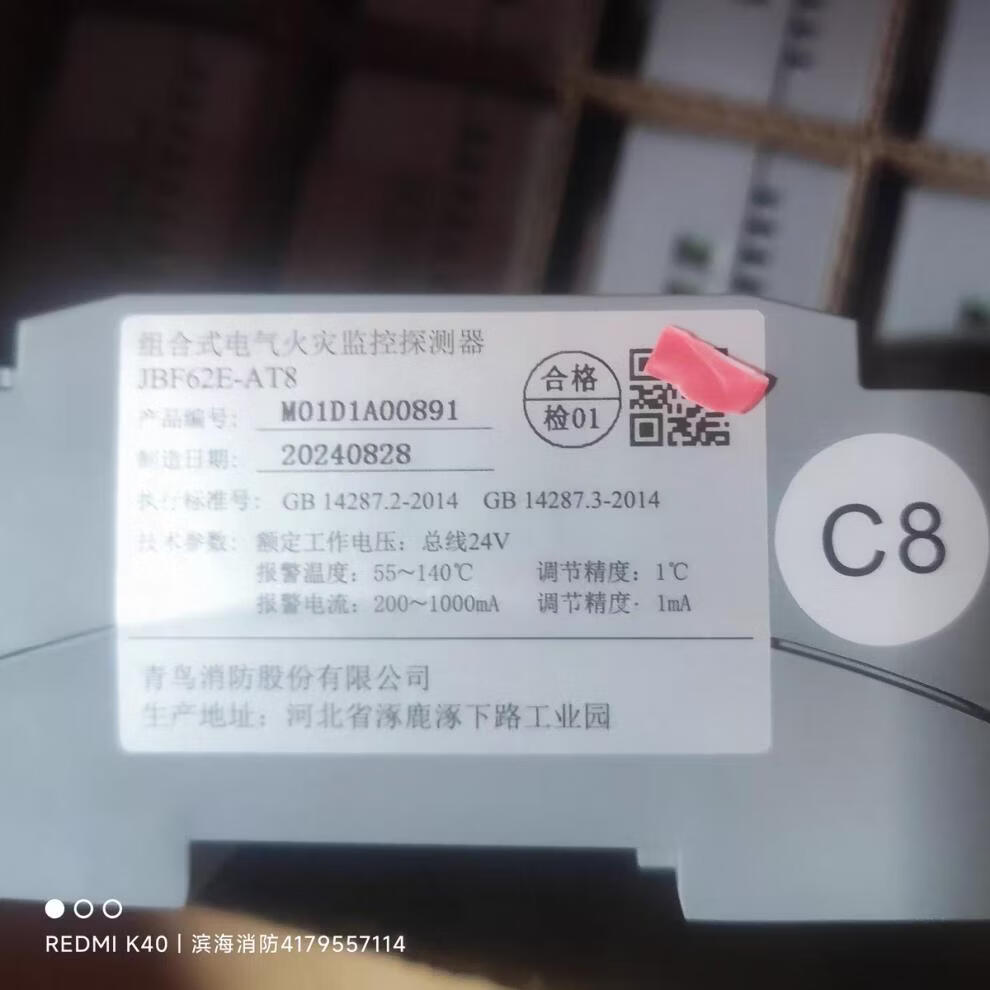 组合式电气火灾监控探测器
JBF62E-AT8
产品编号： M01D1A00891
制造日期： 20240828
执行标准号： GB 14287.2-2014 GB 14287.3-2014
技术参数： 额定工作电压：总线24V
报警温度：55～140℃ 调节精度：1℃
报警电流：200～1000mA 调节精度：1mA
合格
检01
青鸟消防股份有限公司
生产地址：河北省涿鹿涿下路工业园
C8
REDMI K40 | 滨海消防4179557114